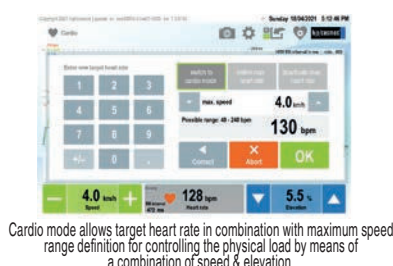 Sunday 18/04/2021 5:12:46 PM
Cardio
Enter new target heart rate
1 2 3
4 5 6
7 8 9
+/- 0 .
Switch to
cardio mode
- max. speed 4.0 km/h
Possible range: 40 - 240 bpm
130 bpm
Correct
Abort
OK
4.0 km/h
Speed
128 bpm
Heart rate
5.5 %
Elevation
Cardio mode allows target heart rate in combination with maximum speed
range definition for controlling the physical load by means of
a combination of speed & elevation